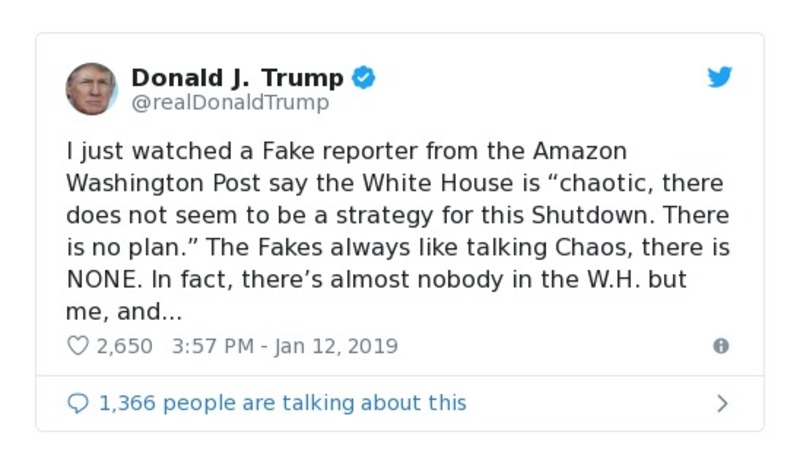 Donald J. Trump
@realDonaldTrump
I just watched a Fake reporter from the Amazon
Washington Post say the White House is “chaotic, there
does not seem to be a strategy for this Shutdown. There
is no plan.” The Fakes always like talking Chaos, there is
NONE. In fact, there’s almost nobody in the W.H. but
me, and...
2,650 3:57 PM - Jan 12, 2019
1,366 people are talking about this